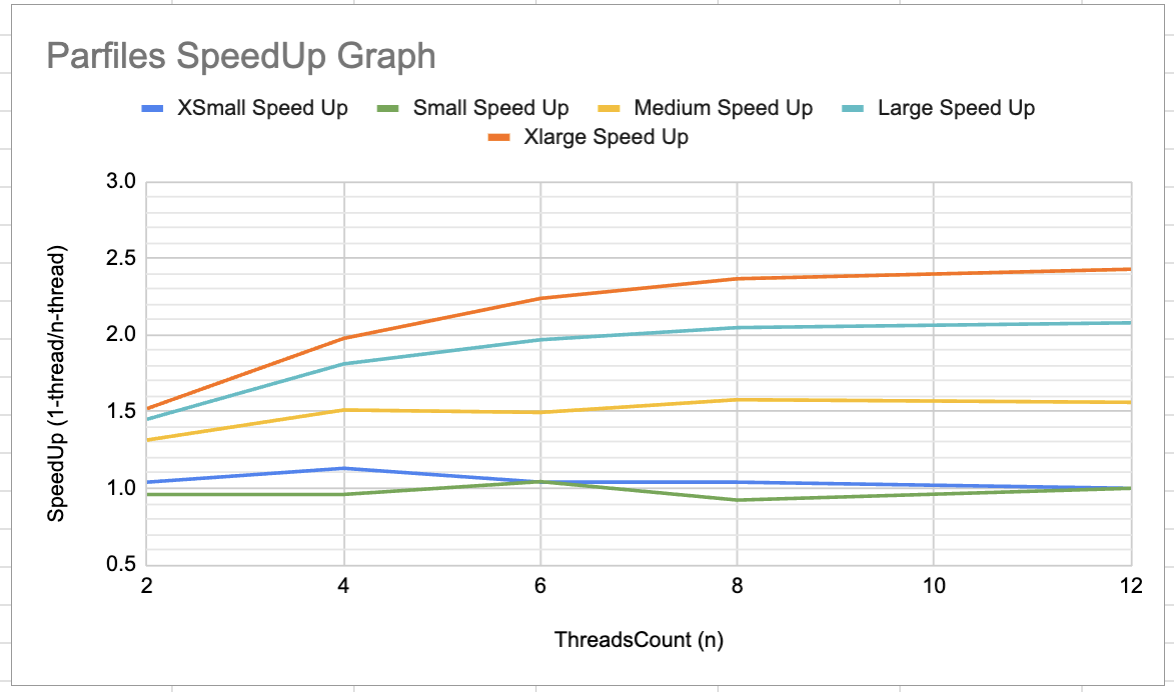 Parfiles SpeedUp Graph
XSmall Speed Up Small Speed Up Medium Speed Up Large Speed Up
Xlarge Speed Up
3.0
2.5
2.0
1.5
1.0
0.5
SpeedUp (1-thread/n-thread)
2 4 6 8 10 12
ThreadsCount (n)